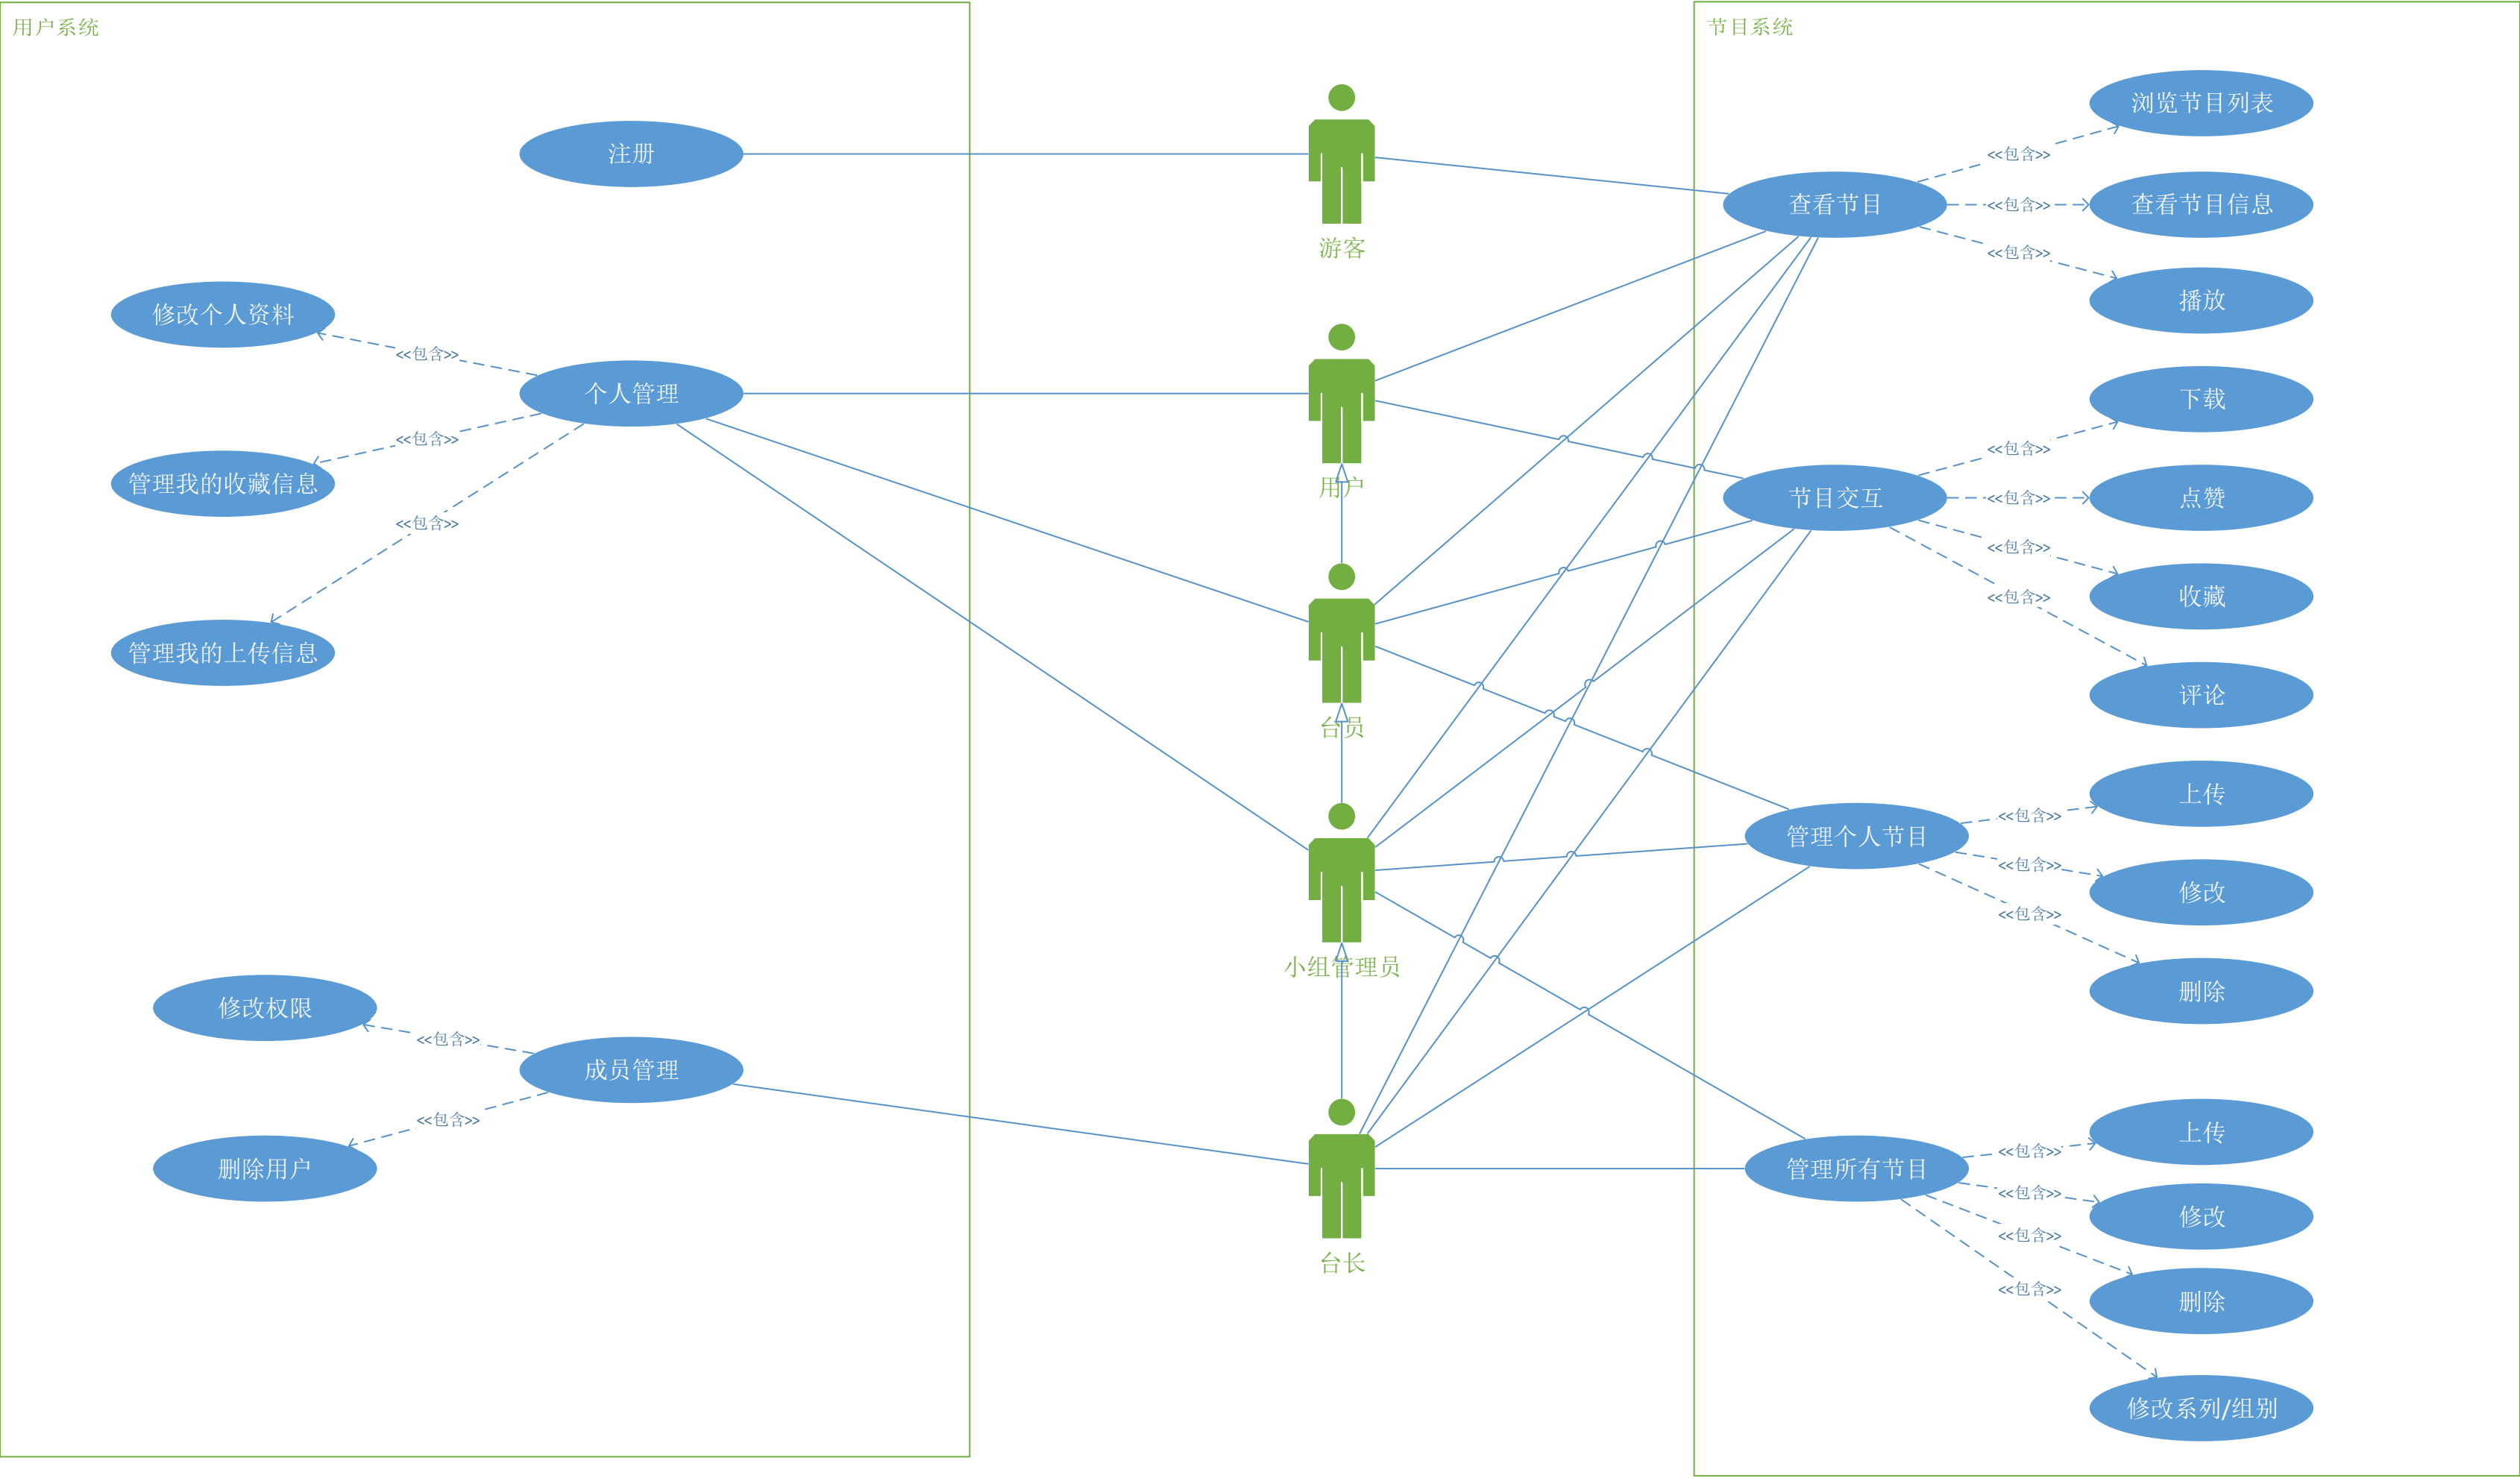 用户系统
注册
修改个人资料
<<包含>>
个人管理
<<包含>>
管理我的收藏信息
<<包含>>
管理我的上传信息
修改权限
<<包含>>
成员管理
<<包含>>
删除用户
游客
用户
台员
小组管理员
台长
节目系统
浏览节目列表
<<包含>>
查看节目
<<包含>>
查看节目信息
<<包含>>
播放
下载
<<包含>>
节目交互
<<包含>>
点赞
<<包含>>
收藏
<<包含>>
评论
上传
<<包含>>
管理个人节目
<<包含>>
修改
<<包含>>
删除
上传
<<包含>>
管理所有节目
<<包含>>
修改
<<包含>>
删除
<<包含>>
修改系列/组别